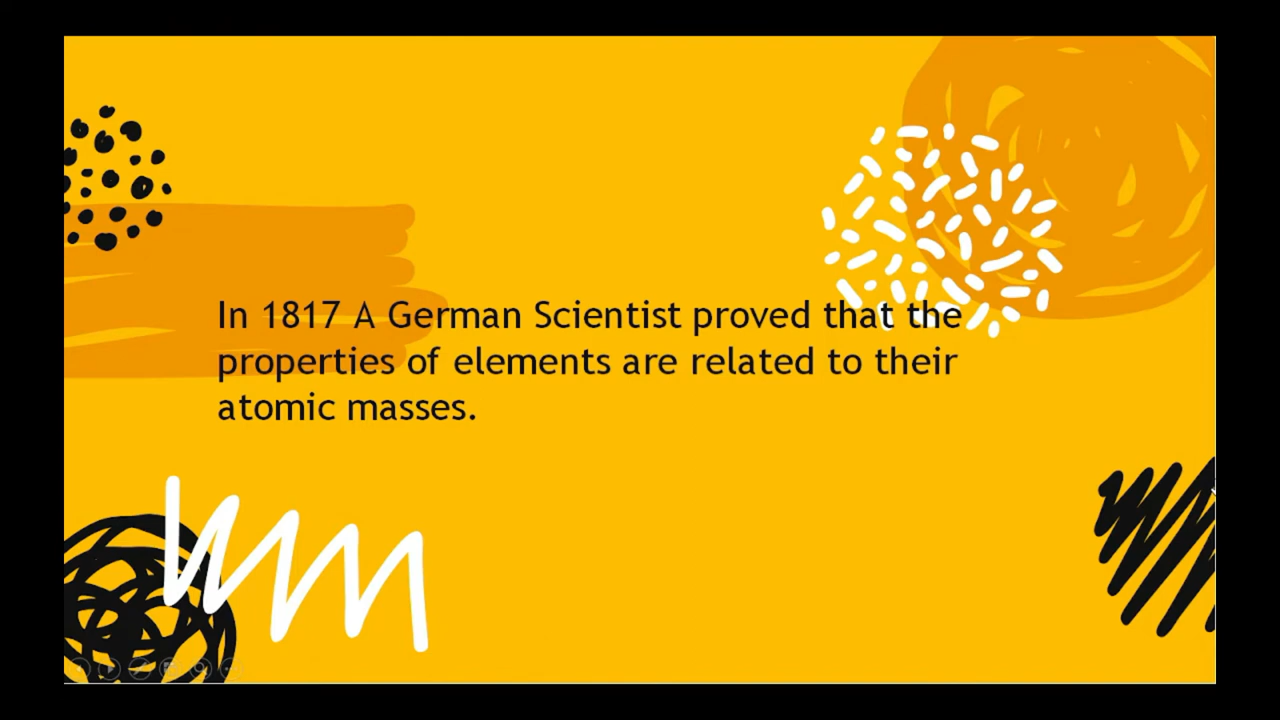 In 1817 A German Scientist proved that the
properties of elements are related to their
atomic masses.